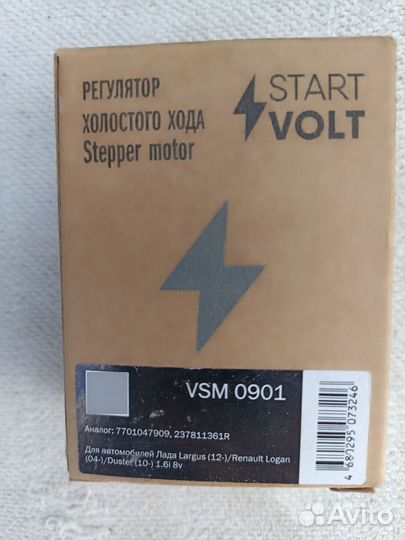 РЕГУЛЯТОР
ХОЛОСТОГО ХОДА
Stepper motor
START
VOLT
VSM 0901
Аналог: 7701047909, 237811361R
Для автомобилей Лада Largus (12-)/Renault Logan
(04-)/Duster (10-) 1.6i 8v
4 680295 073246
Avito